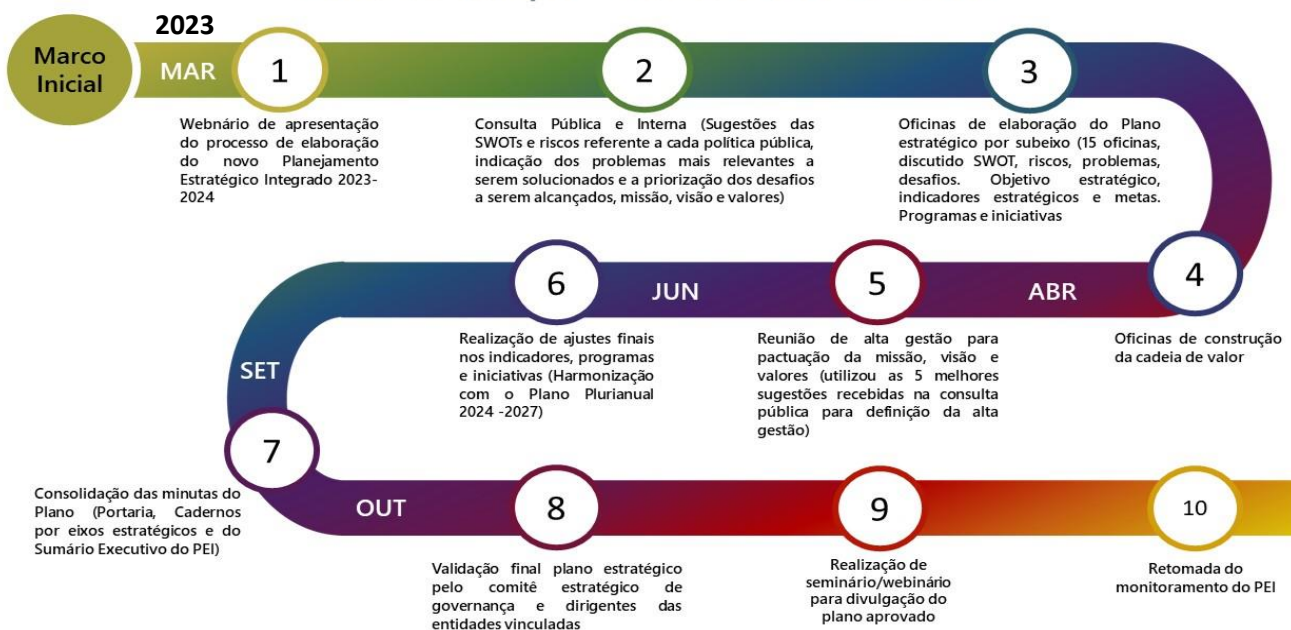 2023
Marco
Inicial
MAR
1
2
3
Webnário de apresentação
do processo de elaboração
do novo Planejamento
Estratégico Integrado 2023-
2024
Consulta Pública e Interna (Sugestões das
SWOTs e riscos referente a cada política pública,
indicação dos problemas mais relevantes a
serem solucionados e a priorização dos desafios
a serem alcançados, missão, visão e valores)
Oficinas de elaboração do Plano
estratégico por subeixo (15 oficinas,
discutido SWOT, riscos, problemas,
desafios. Objetivo estratégico,
indicadores estratégicos e metas.
Programas e iniciativas
4
ABR
5
JUN
6
Oficinas de construção
da cadeia de valor
Reunião de alta gestão para
pactuação da missão, visão e
valores (utilizou as 5 melhores
sugestões recebidas na consulta
pública para definição da alta
gestão)
Realização de ajustes finais
nos indicadores, programas
e iniciativas (Harmonização
com o Plano Plurianual
2024 -2027)
SET
7
Consolidação das minutas do
Plano (Portaria, Cadernos
por eixos estratégicos e do
Sumário Executivo do PEI)
OUT
8
9
10
Validação final plano estratégico
pelo comitê estratégico de
governança e dirigentes das
entidades vinculadas
Realização de
seminário/webinário
para divulgação do
plano aprovado
Retomada do
monitoramento do PEI